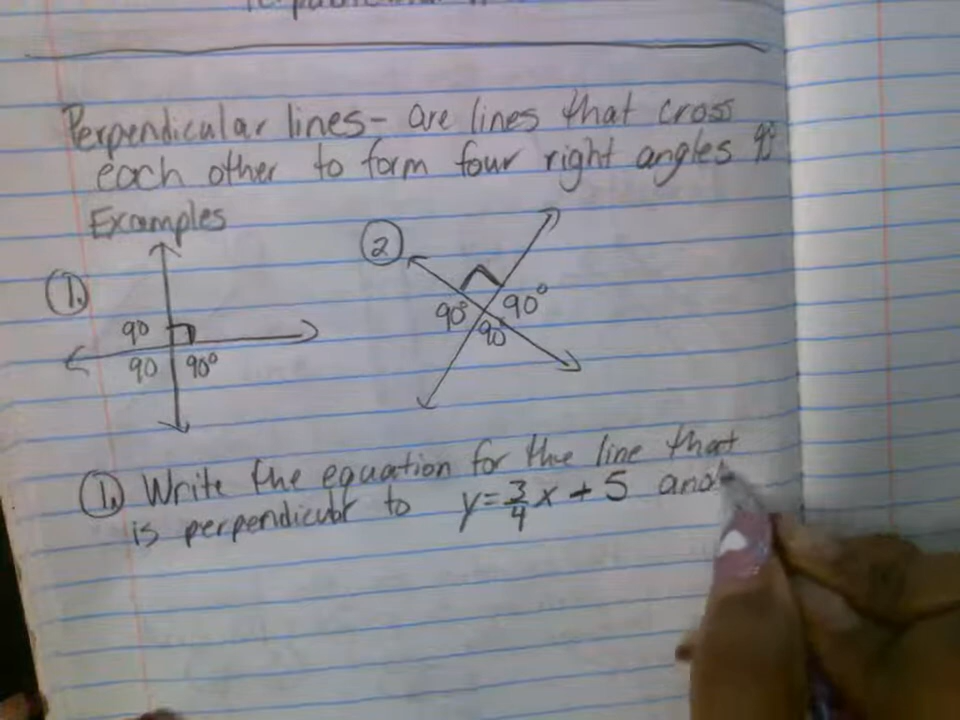 Perpendicular lines- are lines that cross
each other to form four right angles 90°
Examples
1.
2
90
90
90°
90°
90°
90°
1. Write the equation for the line that
is perpendicular to y=3/4x+5 and